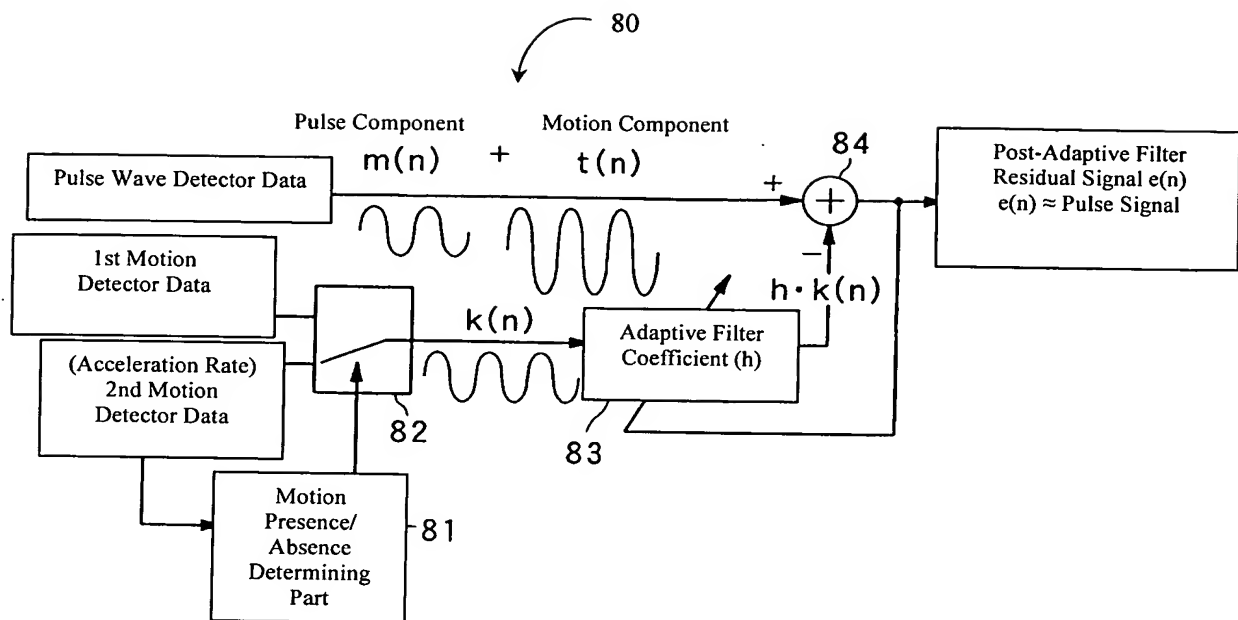 80
Pulse Component
m(n)
+
Motion Component
t(n)
Pulse Wave Detector Data
+
84
Post-Adaptive Filter
Residual Signal e(n)
e(n) ≈ Pulse Signal
+
−
1st Motion
Detector Data
k(n)
h·k(n)
Adaptive Filter
Coefficient (h)
(Acceleration Rate)
2nd Motion
Detector Data
82
83
Motion
Presence/
Absence
Determining
Part
81